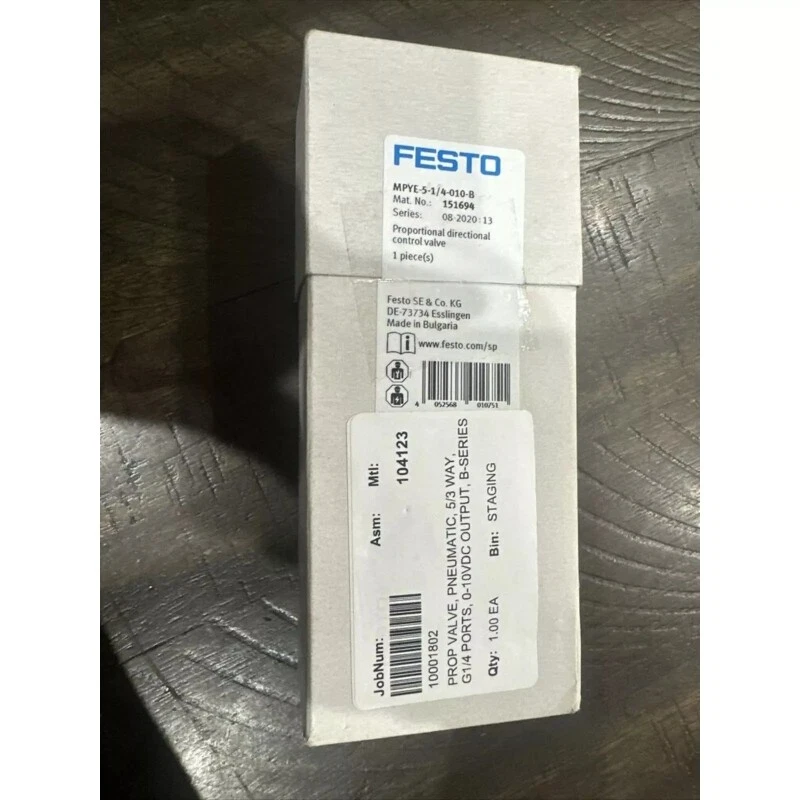 FESTO
MPYE-5-1/4-010-B
Mat. No.: 151694
Series: 08-2020:13
Proportional directional
control valve
1 piece(s)
Festo SE & Co. KG
DE-73734 Esslingen
Made in Bulgaria
www.festo.com/sp
4 052568 010751
JobNum: Asm: Mtl:
104123
10001802
PROP VALVE, PNEUMATIC, 5/3 WAY,
G1/4 PORTS, 0-10VDC OUTPUT, B-SERIES
Qty: 1.00 EA Bin: STAGING